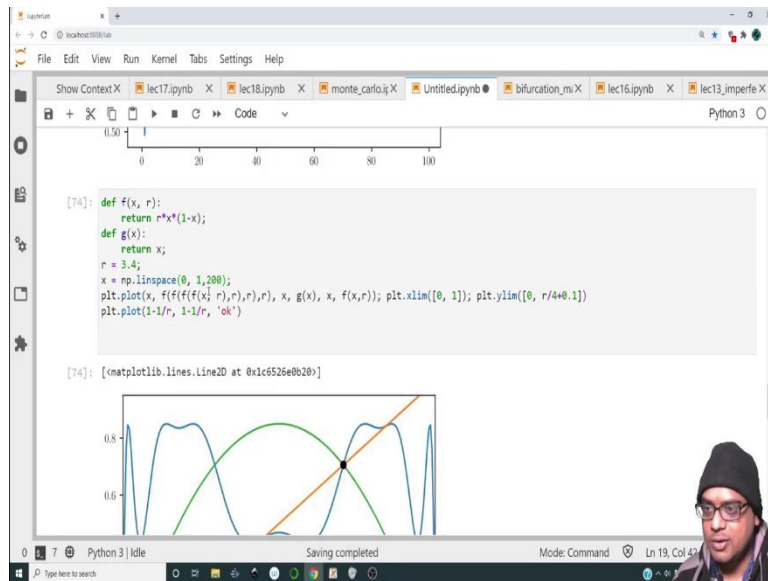 JupyterLab
localhost:8888/lab
File Edit View Run Kernel Tabs Settings Help
Show Context lec17.ipynb lec18.ipynb monte_carlo.ip Untitled.ipynb bifurcation_m lec16.ipynb lec13_imperfe
Code Python 3
0.50
0 20 40 60 80 100
[74]: def f(x, r):
return r*x*(1-x);
def g(x):
return x;
r = 3.4;
x = np.linspace(0, 1,200);
plt.plot(x, f(f(f(f(x, r),r),r),r), x, g(x), x, f(x,r)); plt.xlim([0, 1]); plt.ylim([0, r/4+0.1])
plt.plot(1-1/r, 1-1/r, 'ok')
[74]: [<matplotlib.lines.Line2D at 0x1c6526e0b20>]
0.8
0.6
0 7 Python 3 | Idle Saving completed Mode: Command Ln 19, Col 42
Type here to search